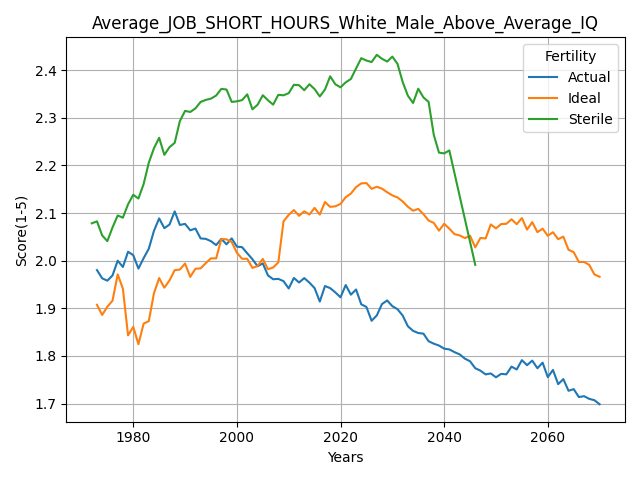 Average_JOB_SHORT_HOURS_White_Male_Above_Average_IQ
Fertility
Actual
Ideal
Sterile
Score(1-5)
2.4
2.3
2.2
2.1
2.0
1.9
1.8
1.7
1980 2000 2020 2040 2060
Years